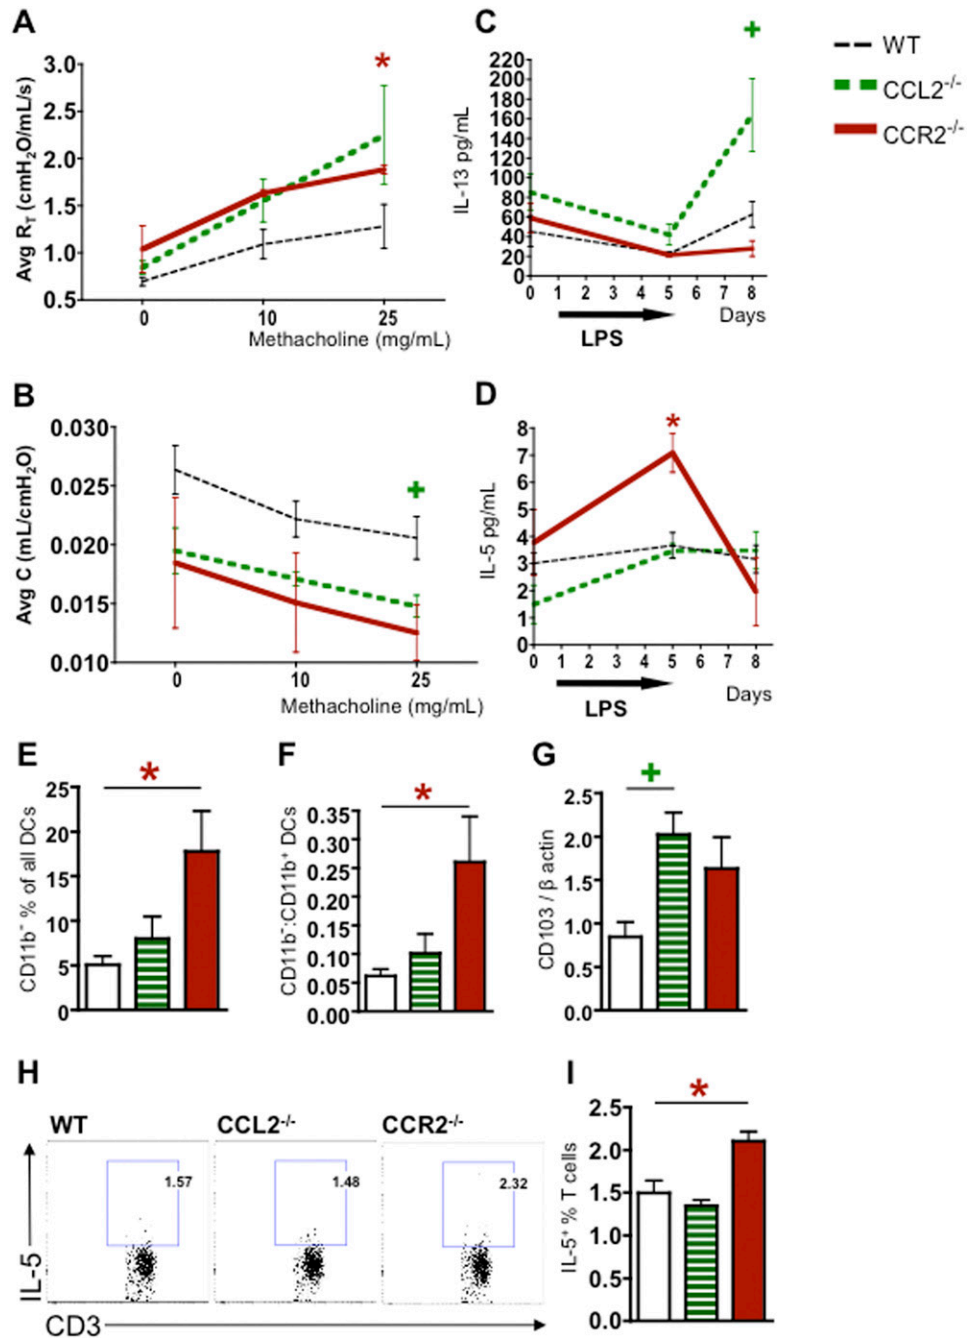 A
Avg R_T (cmH₂O/mL/s)
3.0
2.5
2.0
1.5
1.0
0.5
*
0 10 25
Methacholine (mg/mL)
C
IL-13 pg/mL
220
200
180
160
140
120
100
80
60
40
20
0
+
0 1 2 3 4 5 6 7 8
LPS
Days
WT
CCL2⁻/⁻
CCR2⁻/⁻
B
Avg C (mL/cmH₂O)
0.030
0.025
0.020
0.015
0.010
+
0 10 25
Methacholine (mg/mL)
D
IL-5 pg/mL
8
7
6
5
4
3
2
1
0
*
0 1 2 3 4 5 6 7 8
LPS
Days
E
CD11b⁻ % of all DCs
25
20
15
10
5
0
*
F
CD11b⁻:CD11b⁺ DCs
0.35
0.30
0.25
0.20
0.15
0.10
0.05
0.00
*
G
CD103 / β actin
2.5
2.0
1.5
1.0
0.5
0.0
+
H
WT
CCL2⁻/⁻
CCR2⁻/⁻
1.57
1.48
2.32
IL-5
CD3
I
IL-5⁺ % T cells
2.5
2.0
1.5
1.0
0.5
0.0
*